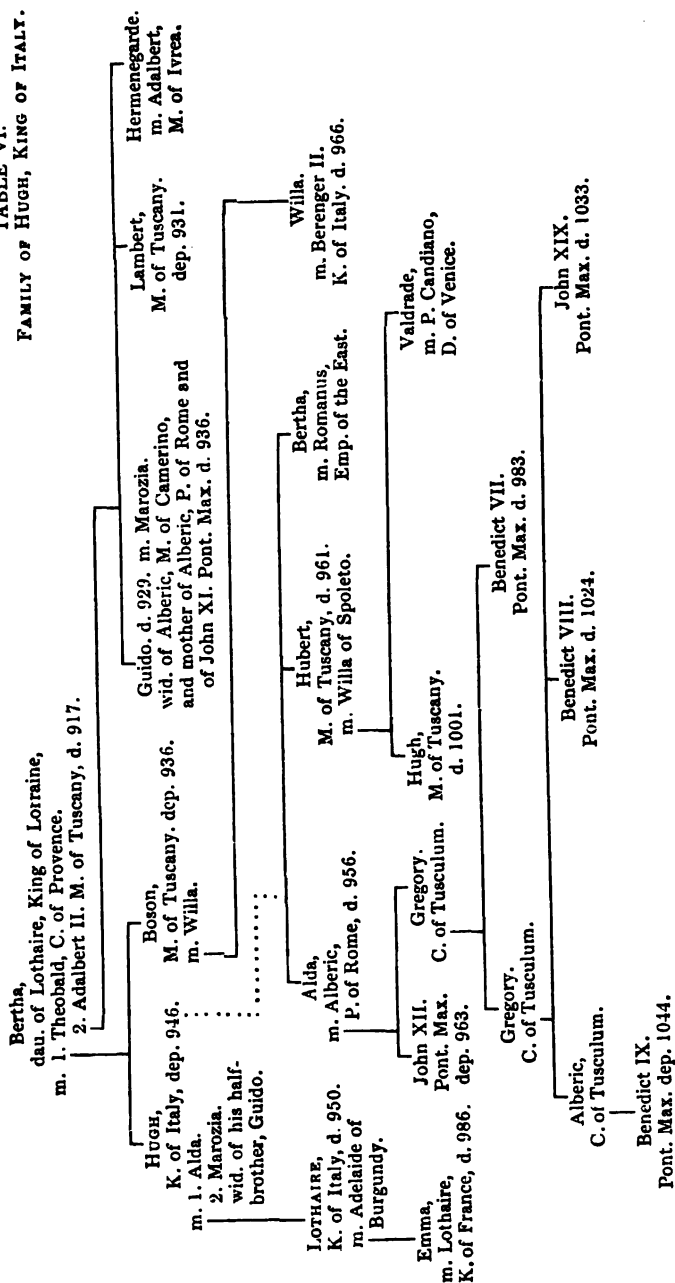 TABLE VI.
FAMILY OF HUGH, KING OF ITALY.
Bertha,
dau. of Lothaire, King of Lorraine,
m. 1. Theobald, C. of Provence.
2. Adalbert II. M. of Tuscany, d. 917.
HUGH,
K. of Italy, dep. 946.
m. 1. Alda.
2. Marozia.
wid. of his half-
brother, Guido.
Boson,
M. of Tuscany. dep. 936.
m. Willa.
Guido. d. 929. m. Marozia.
wid. of Alberic, M. of Camerino,
and mother of Alberic, P. of Rome and
of John XI. Pont. Max. d. 936.
Lambert,
M. of Tuscany.
dep. 931.
Hermenegarde.
m. Adalbert,
M. of Ivrea.
LOTHAIRE,
K. of Italy, d. 950.
m. Adelaide of
Burgundy.
Alda,
m. Alberic,
P. of Rome, d. 956.
Hubert,
M. of Tuscany, d. 961.
m. Willa of Spoleto.
Bertha,
m. Romanus,
Emp. of the East.
Willa.
m. Berenger II.
K. of Italy. d. 966.
Emma,
m. Lothaire,
K. of France, d. 986.
John XII.
Pont. Max.
dep. 963.
Gregory.
C. of Tusculum.
Hugh,
M. of Tuscany.
d. 1001.
Valdrade,
m. P. Candiano,
D. of Venice.
Gregory.
C. of Tusculum.
Benedict VII.
Pont. Max. d. 983.
Alberic,
C. of Tusculum.
Benedict VIII.
Pont. Max. d. 1024.
John XIX.
Pont. Max. d. 1033.
Benedict IX.
Pont. Max. dep. 1044.